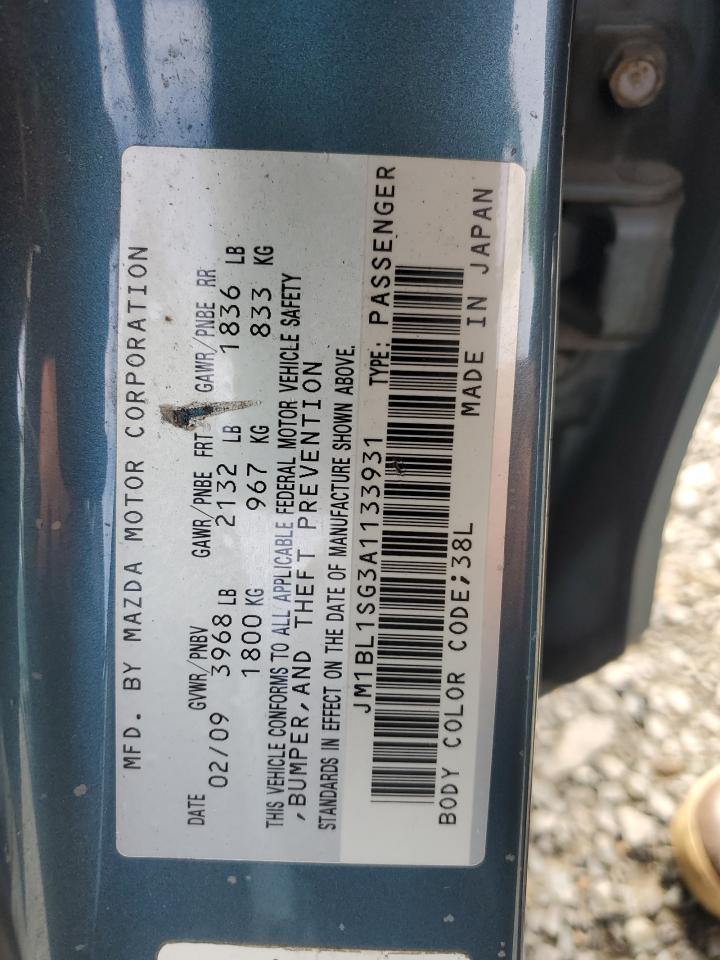 MFD. BY MAZDA MOTOR CORPORATION
DATE GVWR/PNBV GAWR/PNBE FRT GAWR/PNBE RR
02/09 3968 LB 2132 LB 1836 LB
1800 KG 967 KG 833 KG
THIS VEHICLE CONFORMS TO ALL APPLICABLE FEDERAL MOTOR VEHICLE SAFETY
,BUMPER,AND THEFT PREVENTION
STANDARDS IN EFFECT ON THE DATE OF MANUFACTURE SHOWN ABOVE.
JM1BL1SG3A1133931 TYPE: PASSENGER
BODY COLOR CODE;38L MADE IN JAPAN